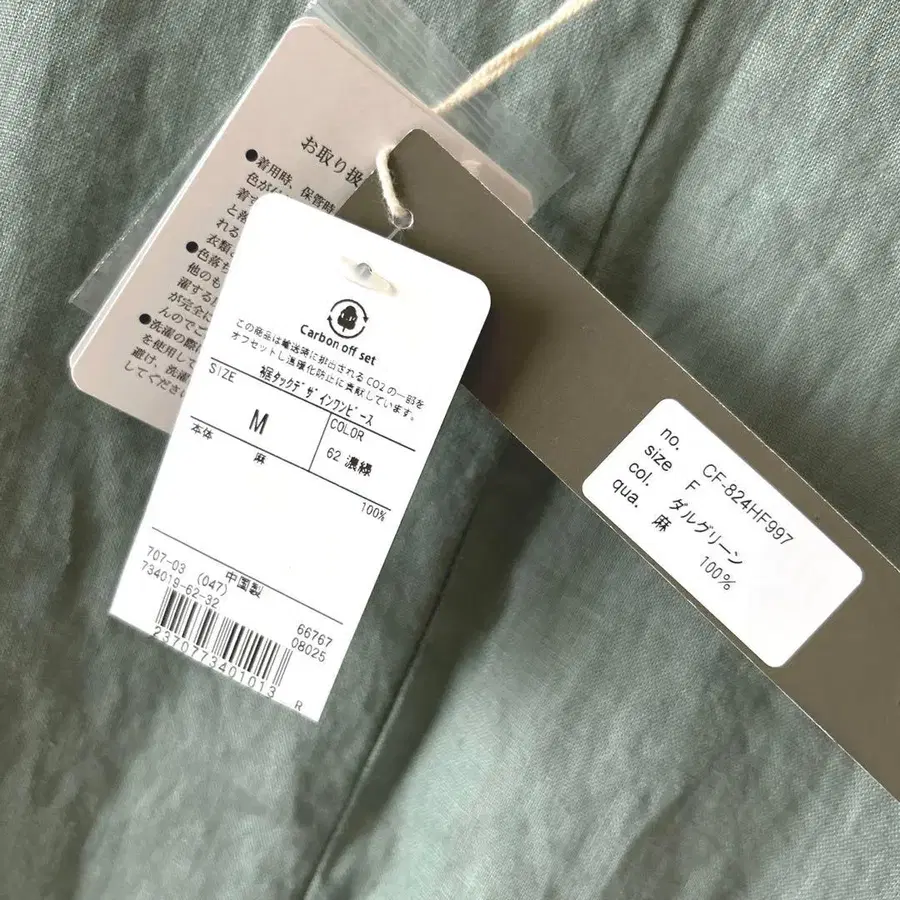 お取り扱
●着用時、保管時
色が
着す
と落
れる
衣類
●色落ち
他のも
濯する
が完全に
んのでご
●洗濯の際
を使用して
避け、洗濯
してくださ
Carbon off set
この商品は輸送時に排出されるCO2の一部を
オフセットし温暖化防止に貢献しています。
裾タックデザインワンピース
SIZE
M
COLOR
62 濃緑
本体
麻
100%
中国製
707-03 (047)
734019-62-32
66767
08025
2370773401013
R
no. CF-824HF997
size F
col. ダルグリーン
qua. 麻 100%